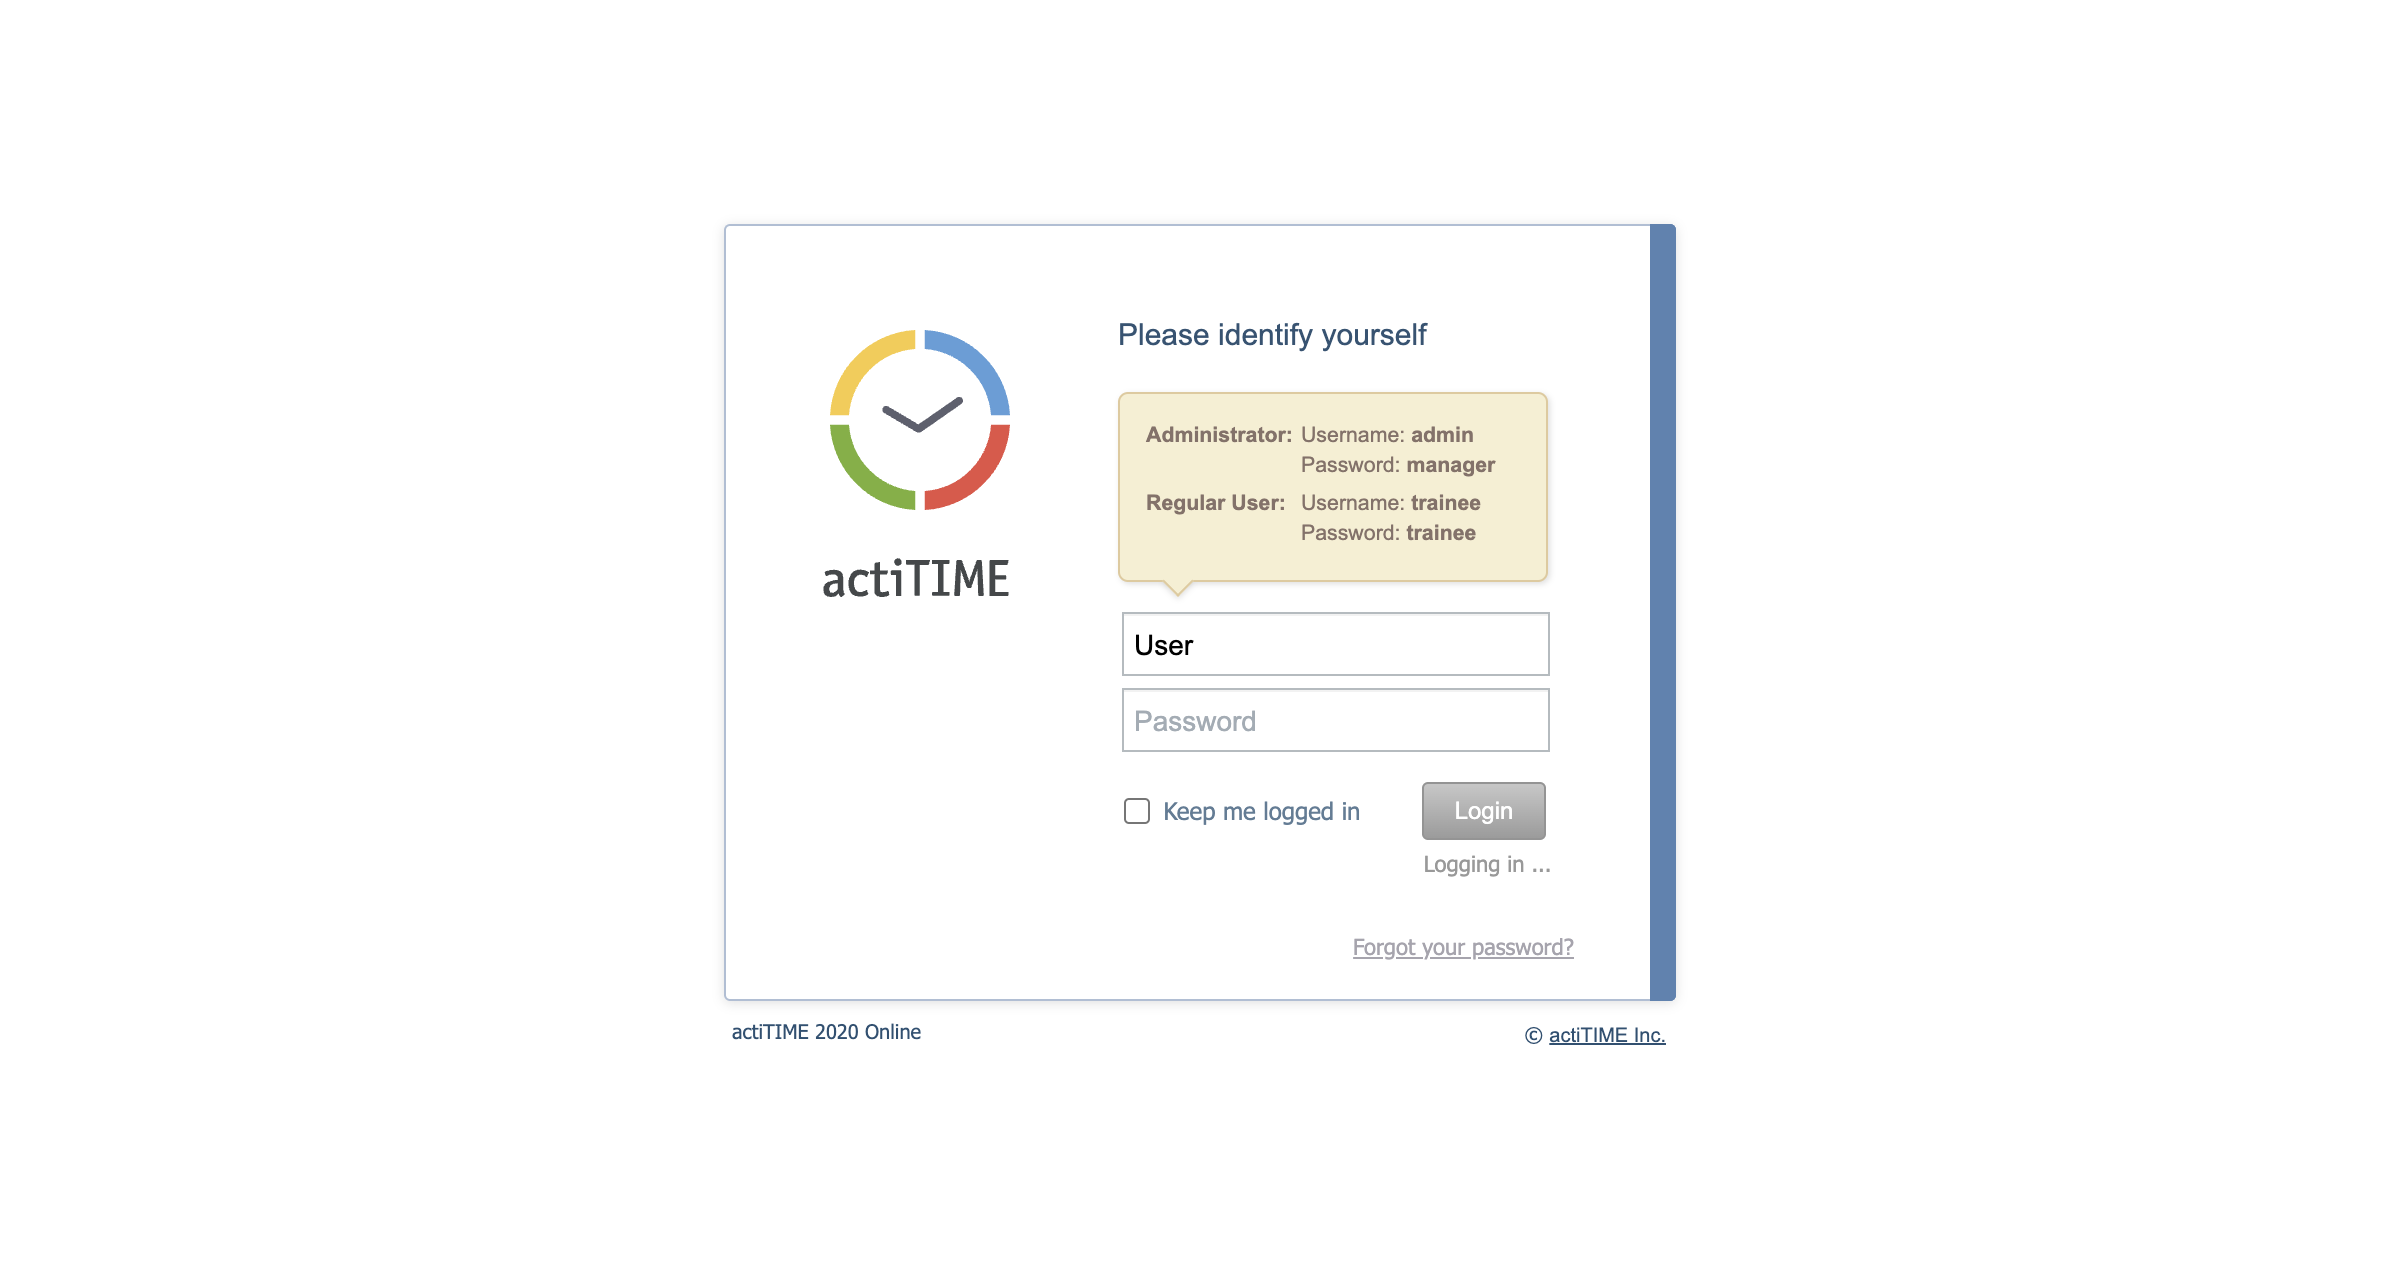 actiTIME
Please identify yourself
Administrator: Username: admin
Password: manager
Regular User: Username: trainee
Password: trainee
User
Password
Keep me logged in
Login
Logging in ...
Forgot your password?
actiTIME 2020 Online
© actiTIME Inc.